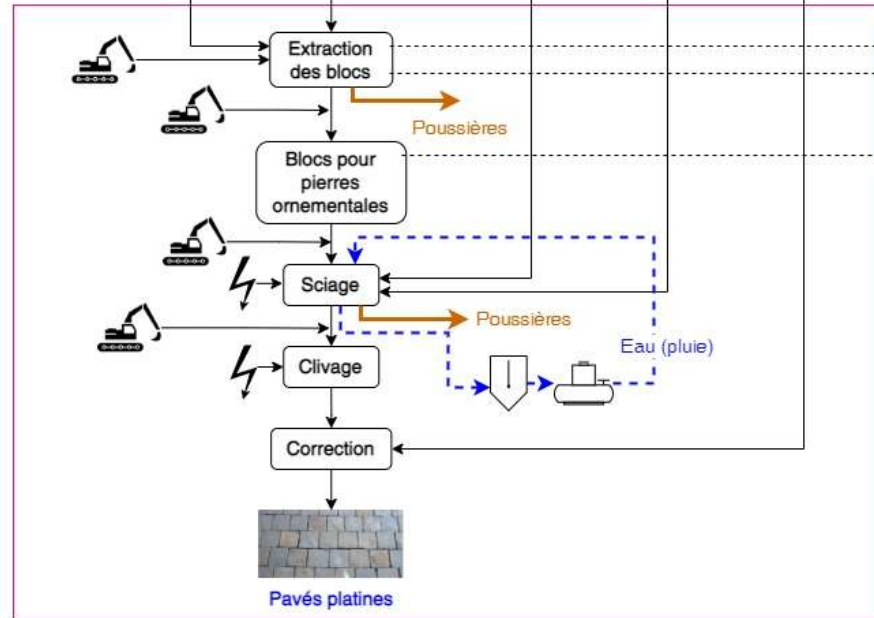 Extraction
des blocs
Poussières
Blocs pour
pierres
ornementales
Sciage
Poussières
Eau (pluie)
Clivage
Correction
Pavés platines